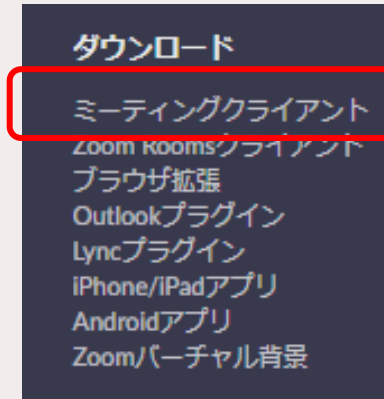 ダウンロード
ミーティングクライアント
Zoom Roomsクライアント
ブラウザ拡張
Outlookプラグイン
Lyncプラグイン
iPhone/iPadアプリ
Androidアプリ
Zoomバーチャル背景